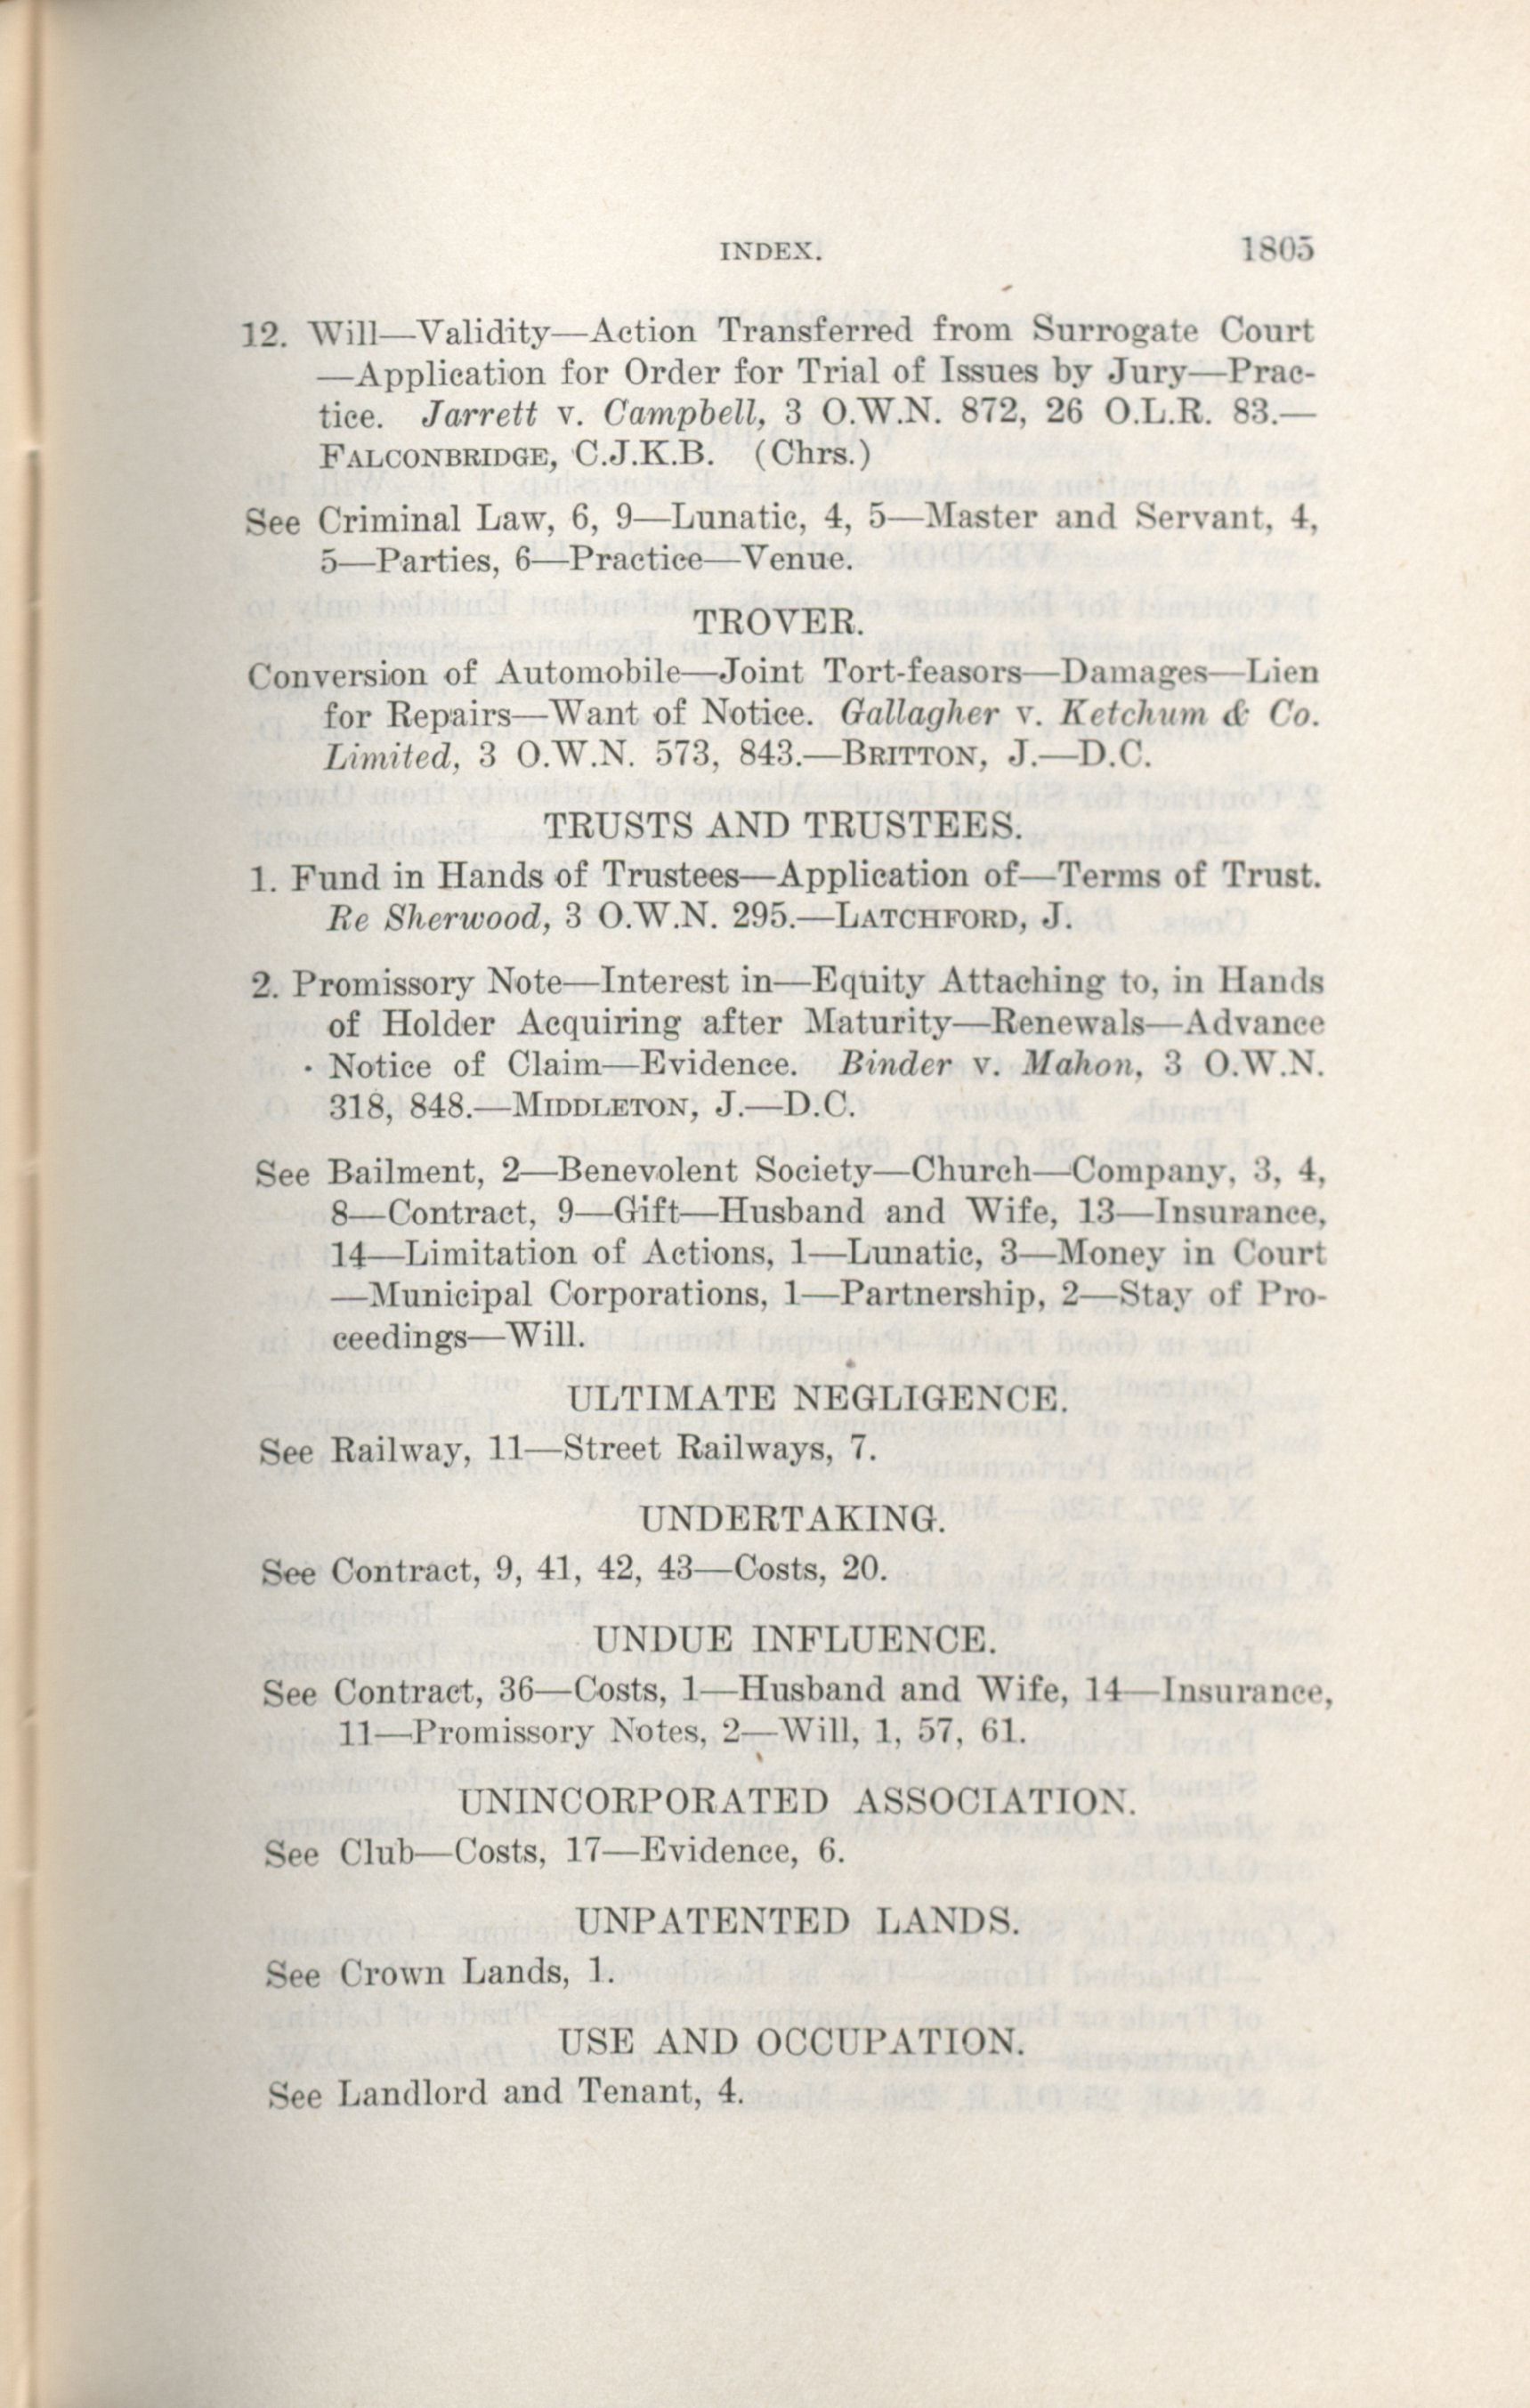 INDEX. 1805
12. Will—Validity—Action Transferred from Surrogate Court
—Application for Order for Trial of Issues by Jury—Prac-
tice. Jarrett v. Campbell, 3 O.W.N. 872, 26 O.L.R. 83.—
FALCONBRIDGE, C.J.K.B. (Chrs.)
See Criminal Law, 6, 9—Lunatic, 4, 5—Master and Servant, 4,
5—Parties, 6—Practice—Venue.
TROVER.
Conversion of Automobile—Joint Tort-feasors—Damages—Lien
for Repairs—Want of Notice. Gallagher v. Ketchum & Co.
Limited, 3 O.W.N. 573, 843.—BRITTON, J.—D.C.
TRUSTS AND TRUSTEES.
1. Fund in Hands of Trustees—Application of—Terms of Trust.
Re Sherwood, 3 O.W.N. 295.—LATCHFORD, J.
2. Promissory Note—Interest in—Equity Attaching to, in Hands
of Holder Acquiring after Maturity—Renewals—Advance
Notice of Claim—Evidence. Binder v. Mahon, 3 O.W.N.
318, 848.—MIDDLETON, J.—D.C.
See Bailment, 2—Benevolent Society—Church—Company, 3, 4,
8—Contract, 9—Gift—Husband and Wife, 13—Insurance,
14—Limitation of Actions, 1—Lunatic, 3—Money in Court
—Municipal Corporations, 1—Partnership, 2—Stay of Pro-
ceedings—Will.
ULTIMATE NEGLIGENCE.
See Railway, 11—Street Railways, 7.
UNDERTAKING.
See Contract, 9, 41, 42, 43—Costs, 20.
UNDUE INFLUENCE.
See Contract, 36—Costs, 1—Husband and Wife, 14—Insurance,
11—Promissory Notes, 2—Will, 1, 57, 61.
UNINCORPORATED ASSOCIATION.
See Club—Costs, 17—Evidence, 6.
UNPATENTED LANDS.
See Crown Lands, 1.
USE AND OCCUPATION.
See Landlord and Tenant, 4.